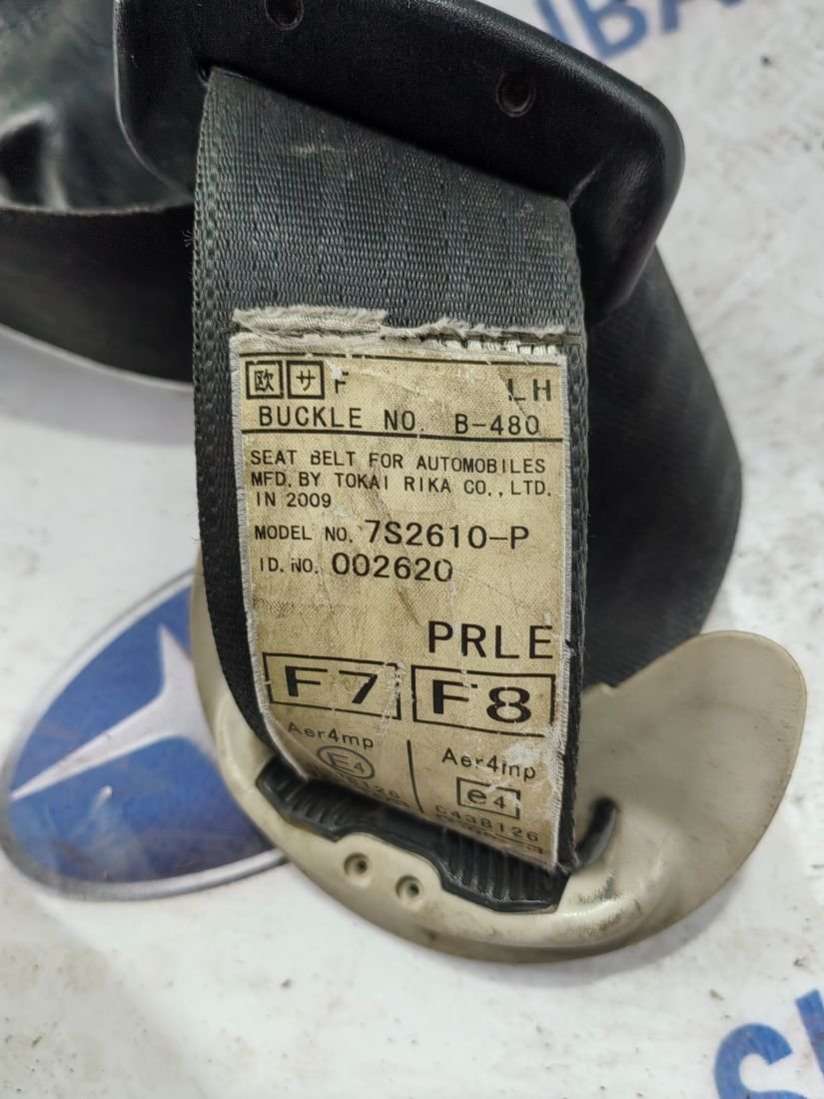 欧 サ F LH
BUCKLE NO. B-480
SEAT BELT FOR AUTOMOBILES
MFD. BY TOKAI RIKA CO., LTD.
IN 2009
MODEL NO. 7S2610-P
ID. NO. 002620
PRLE
F7 F8
Aer4mp Aer4mp
E4 e4
C43B126